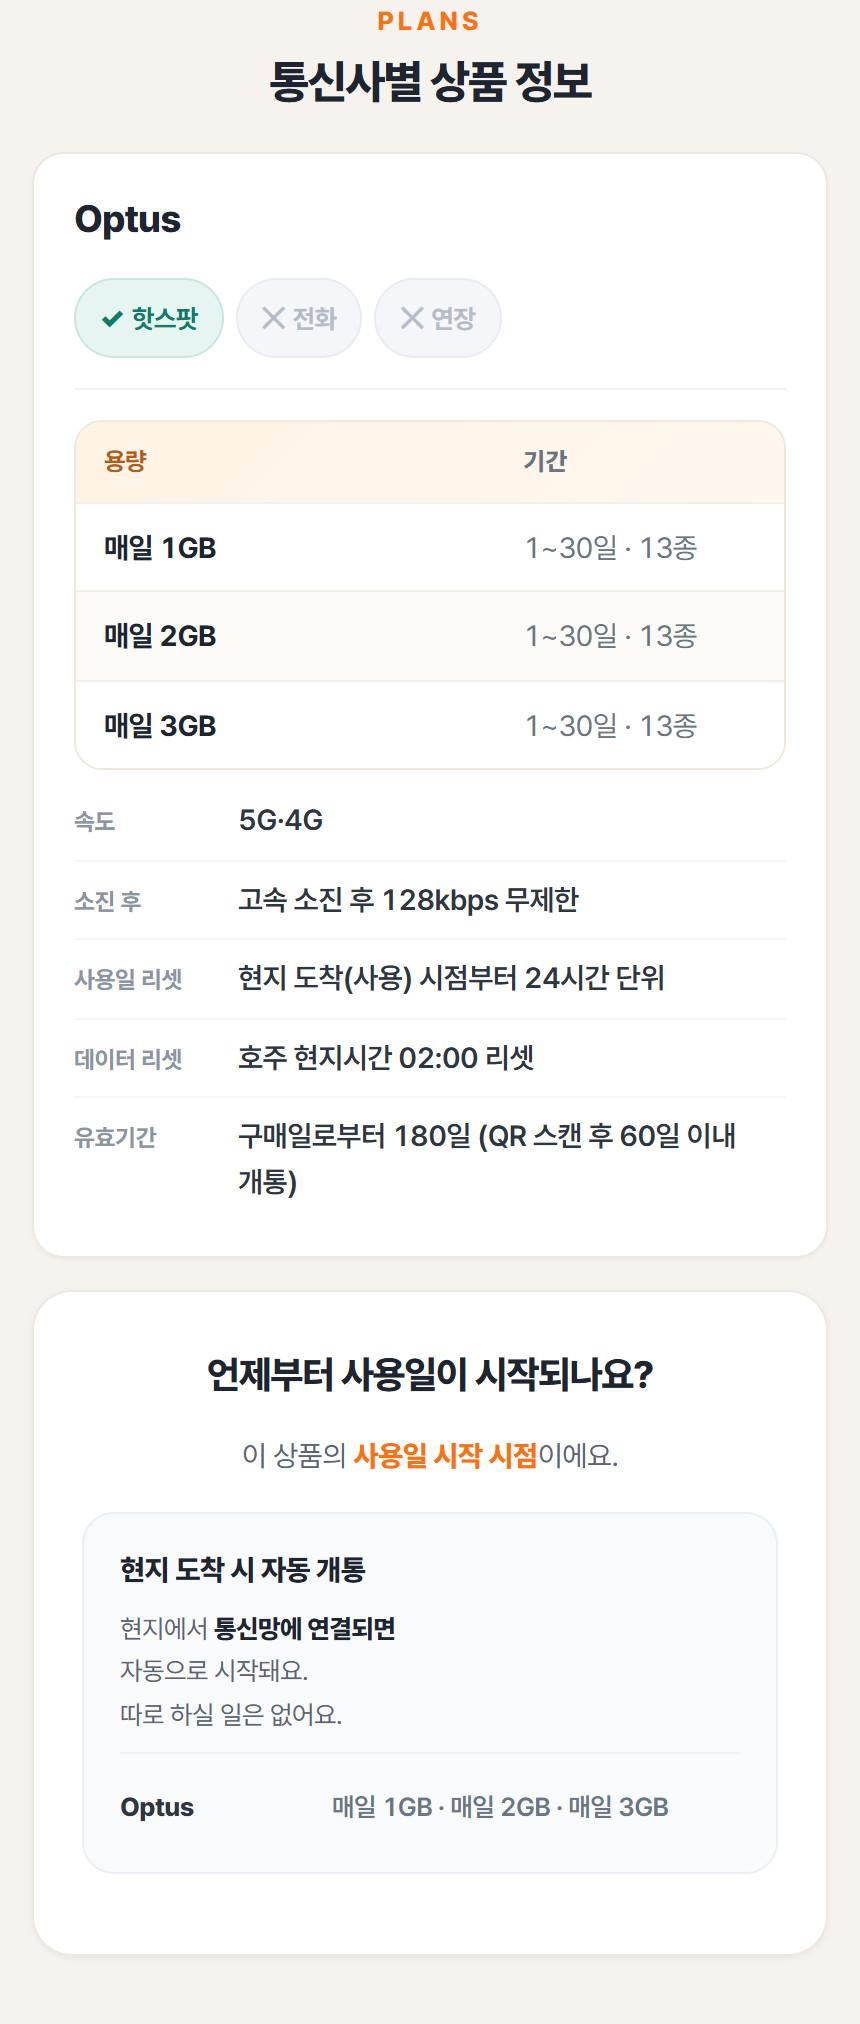 PLANS
통신사별 상품 정보
Optus
✓ 핫스팟 ✕ 전화 ✕ 연장
용량 기간
매일 1GB 1~30일 · 13종
매일 2GB 1~30일 · 13종
매일 3GB 1~30일 · 13종
속도 5G·4G
소진 후 고속 소진 후 128kbps 무제한
사용일 리셋 현지 도착(사용) 시점부터 24시간 단위
데이터 리셋 호주 현지시간 02:00 리셋
유효기간 구매일로부터 180일 (QR 스캔 후 60일 이내
개통)
언제부터 사용일이 시작되나요?
이 상품의 사용일 시작 시점이에요.
현지 도착 시 자동 개통
현지에서 통신망에 연결되면
자동으로 시작돼요.
따로 하실 일은 없어요.
Optus 매일 1GB · 매일 2GB · 매일 3GB